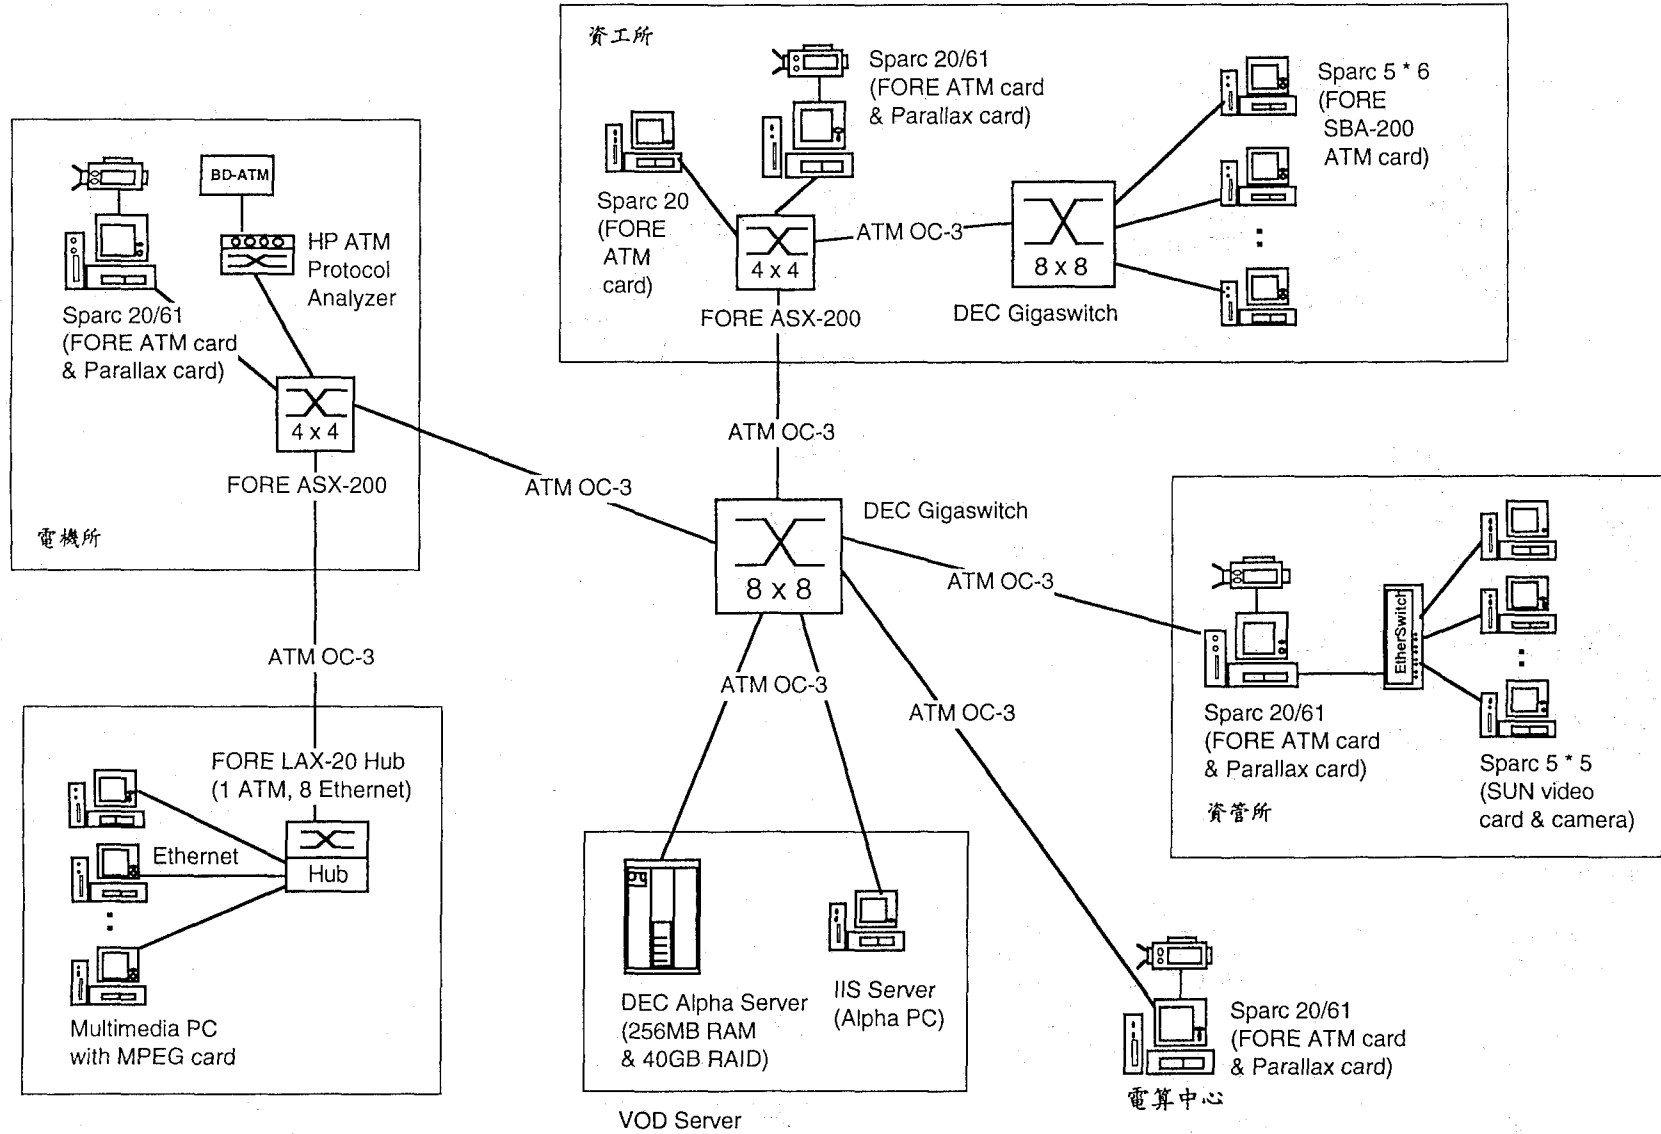 資工所
Sparc 20/61
(FORE ATM card
& Parallax card)
Sparc 5 * 6
(FORE
SBA-200
ATM card)
Sparc 20
(FORE
ATM
card)
4 x 4
FORE ASX-200
ATM OC-3
8 x 8
DEC Gigaswitch
BD-ATM
HP ATM
Protocol
Analyzer
Sparc 20/61
(FORE ATM card
& Parallax card)
4 x 4
FORE ASX-200
電機所
ATM OC-3
ATM OC-3
DEC Gigaswitch
8 x 8
ATM OC-3
ATM OC-3
ATM OC-3
ATM OC-3
EtherSwitch
Sparc 20/61
(FORE ATM card
& Parallax card)
資管所
Sparc 5 * 5
(SUN video
card & camera)
FORE LAX-20 Hub
(1 ATM, 8 Ethernet)
Ethernet
Hub
Multimedia PC
with MPEG card
DEC Alpha Server
(256MB RAM
& 40GB RAID)
IIS Server
(Alpha PC)
VOD Server
Sparc 20/61
(FORE ATM card
& Parallax card)
電算中心